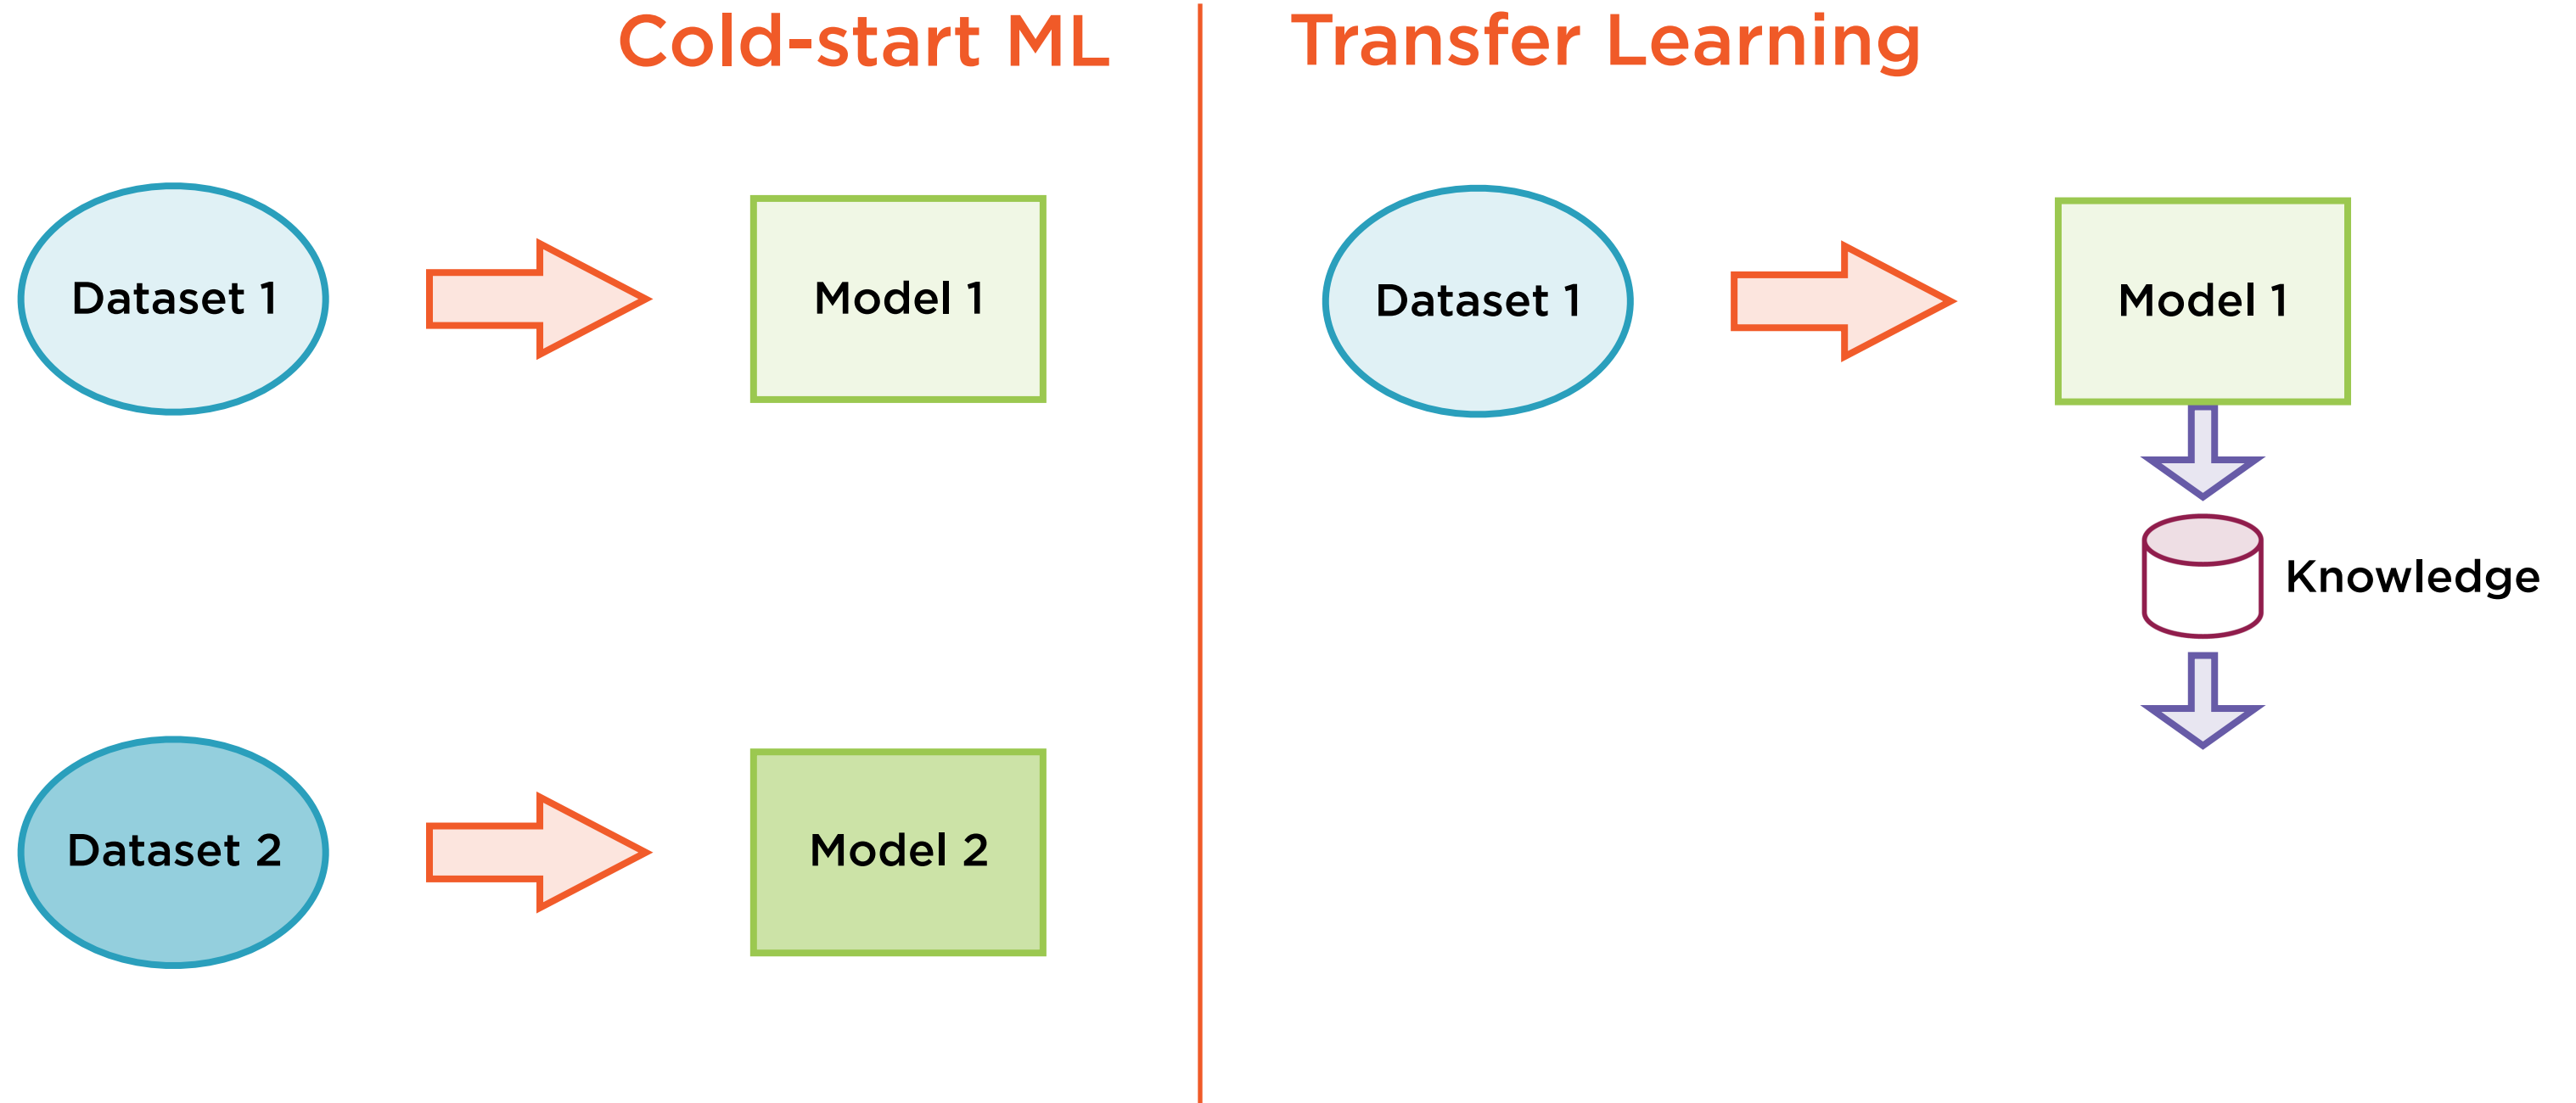 Cold-start ML
Dataset 1
Model 1
Dataset 2
Model 2
Transfer Learning
Dataset 1
Model 1
Knowledge